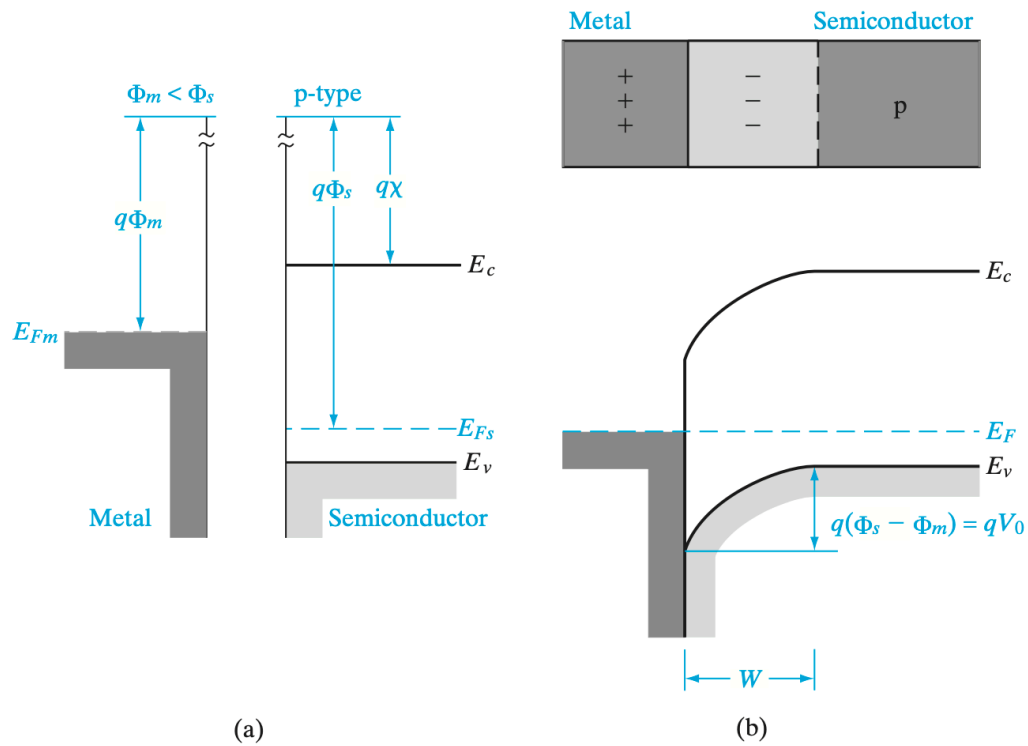 Φm < Φs
p-type
qΦm
qΦs
qχ
Ec
EFm
EFs
Ev
Metal
Semiconductor
(a)
Metal
Semiconductor
+ −
+ − p
+ −
Ec
EF
Ev
q(Φs − Φm) = qV0
W
(b)